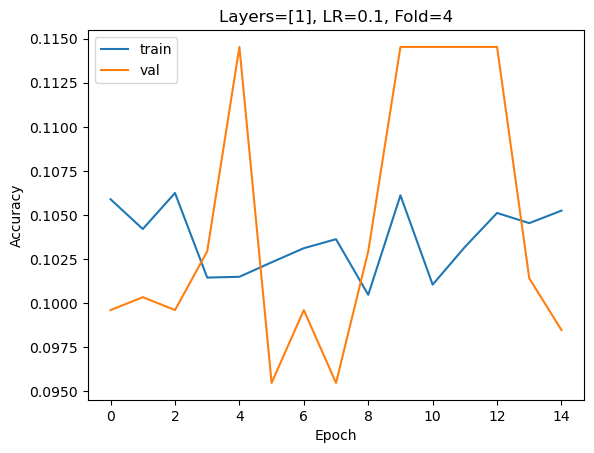 Layers=[1], LR=0.1, Fold=4
train
val
0.1150
0.1125
0.1100
0.1075
0.1050
0.1025
0.1000
0.0975
0.0950
Accuracy
0 2 4 6 8 10 12 14
Epoch